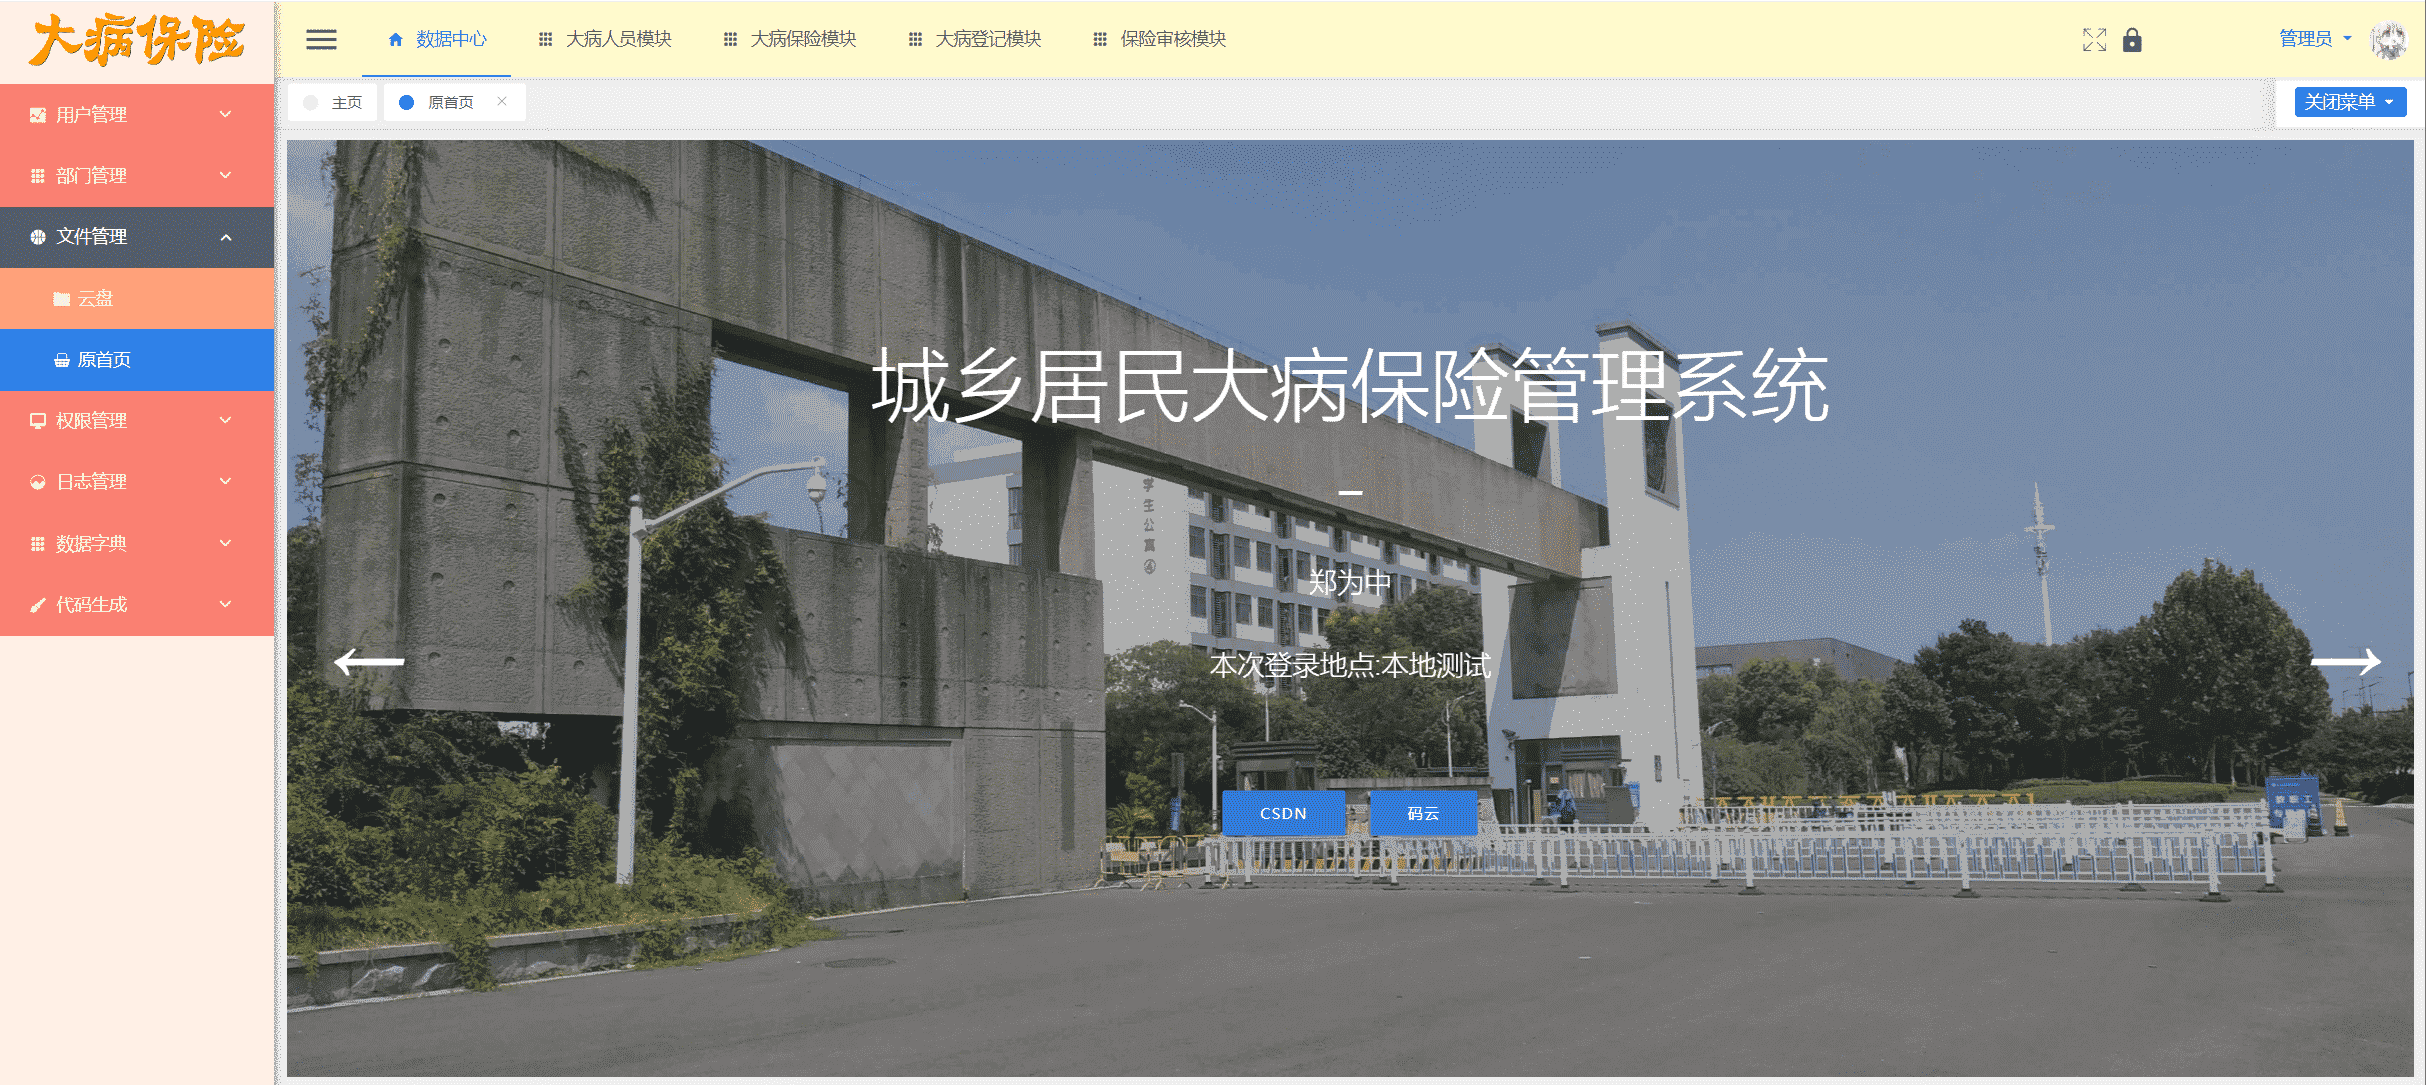 大病保险
数据中心
大病人员模块
大病保险模块
大病登记模块
保险审核模块
管理员
用户管理
部门管理
文件管理
云盘
原首页
权限管理
日志管理
数据字典
代码生成
主页
原首页
关闭菜单
城乡居民大病保险管理系统
郑为中
本次登录地点:本地测试
CSDN
码云
学生公寓④